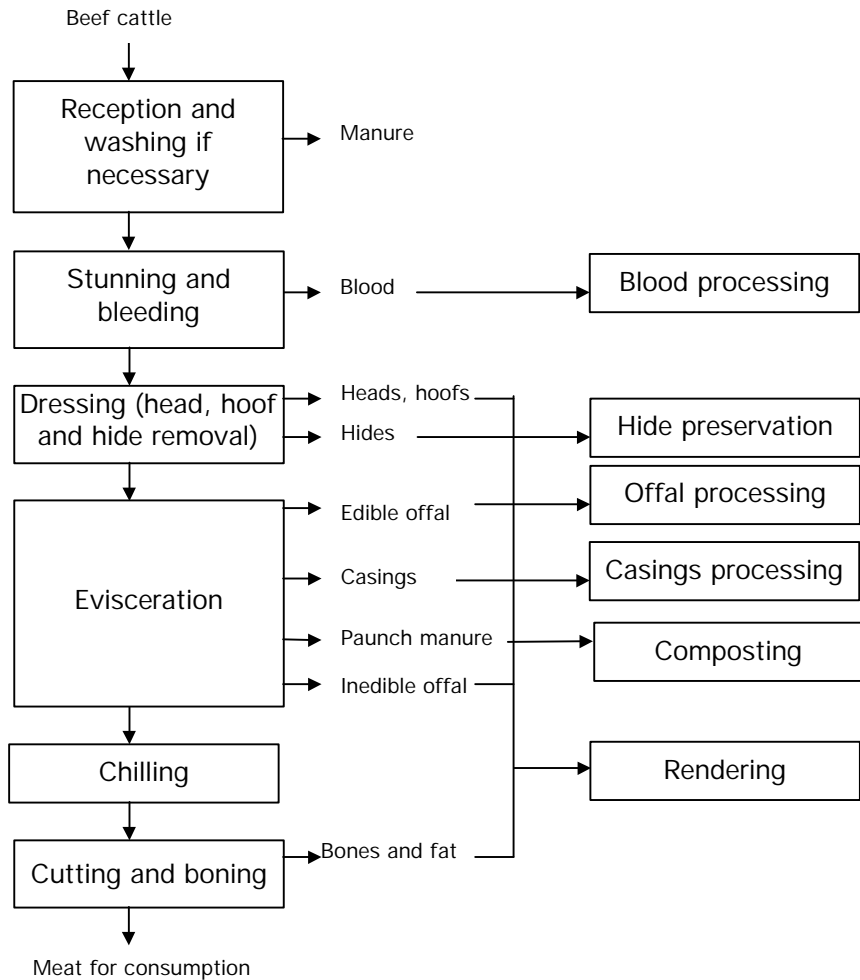 Beef cattle
Reception and
washing if
necessary
Manure
Stunning and
bleeding
Blood
Blood processing
Dressing (head, hoof
and hide removal)
Heads, hoofs
Hides
Hide preservation
Evisceration
Edible offal
Offal processing
Casings
Casings processing
Paunch manure
Composting
Inedible offal
Chilling
Rendering
Cutting and boning
Bones and fat
Meat for consumption